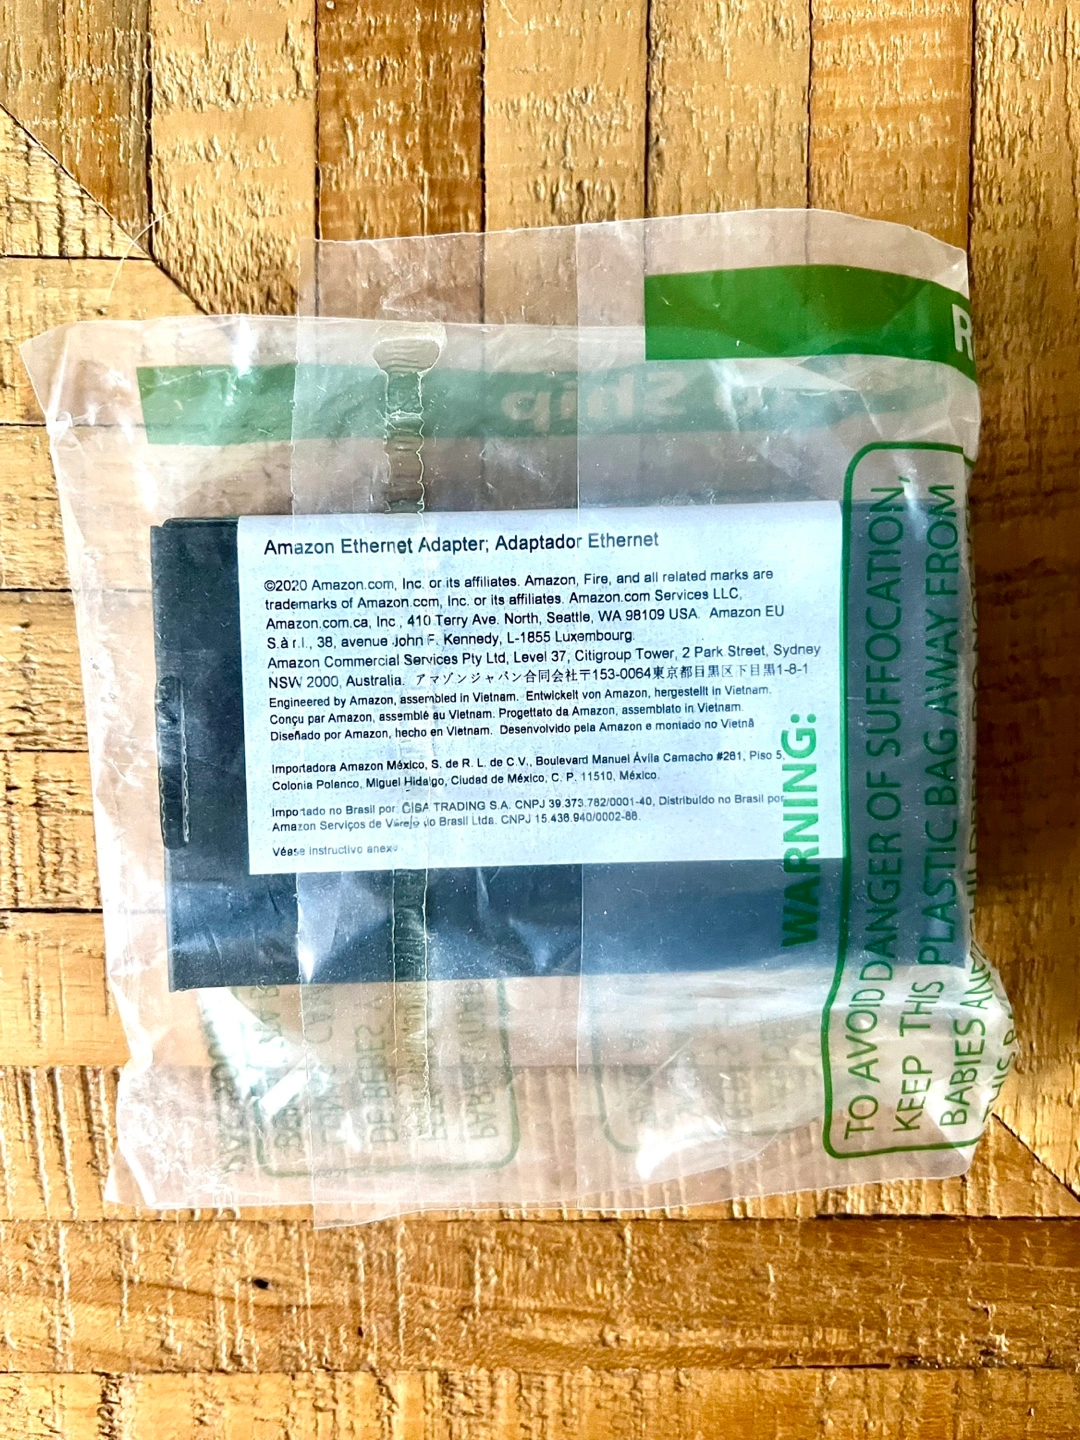 R
Ship
Amazon Ethernet Adapter; Adaptador Ethernet
©2020 Amazon.com, Inc. or its affiliates. Amazon, Fire, and all related marks are
trademarks of Amazon.com, Inc. or its affiliates. Amazon.com Services LLC,
Amazon.com.ca, Inc., 410 Terry Ave. North, Seattle, WA 98109 USA. Amazon EU
S.à r.l., 38, avenue John F. Kennedy, L-1855 Luxembourg.
Amazon Commercial Services Pty Ltd, Level 37, Citigroup Tower, 2 Park Street, Sydney
NSW 2000, Australia. アマゾンジャパン合同会社〒153-0064東京都目黒区下目黒1-8-1
Engineered by Amazon, assembled in Vietnam. Entwickelt von Amazon, hergestellt in Vietnam.
Conçu par Amazon, assemblé au Vietnam. Progettato da Amazon, assemblato in Vietnam.
Diseñado por Amazon, hecho en Vietnam. Desenvolvido pela Amazon e montado no Vietnã
Importadora Amazon México, S. de R. L. de C.V., Boulevard Manuel Ávila Camacho #261, Piso 5,
Colonia Polanco, Miguel Hidalgo, Ciudad de México, C. P. 11510, México.
Importado no Brasil por: CISA TRADING S.A. CNPJ 39.373.782/0001-40, Distribuído no Brasil por
Amazon Serviços de Varejo do Brasil Ltda. CNPJ 15.436.940/0002-86.
Véase instructivo anexo
WARNING:
TO AVOID DANGER OF SUFFOCATION,
KEEP THIS PLASTIC BAG AWAY FROM
BABIES AND
THIS